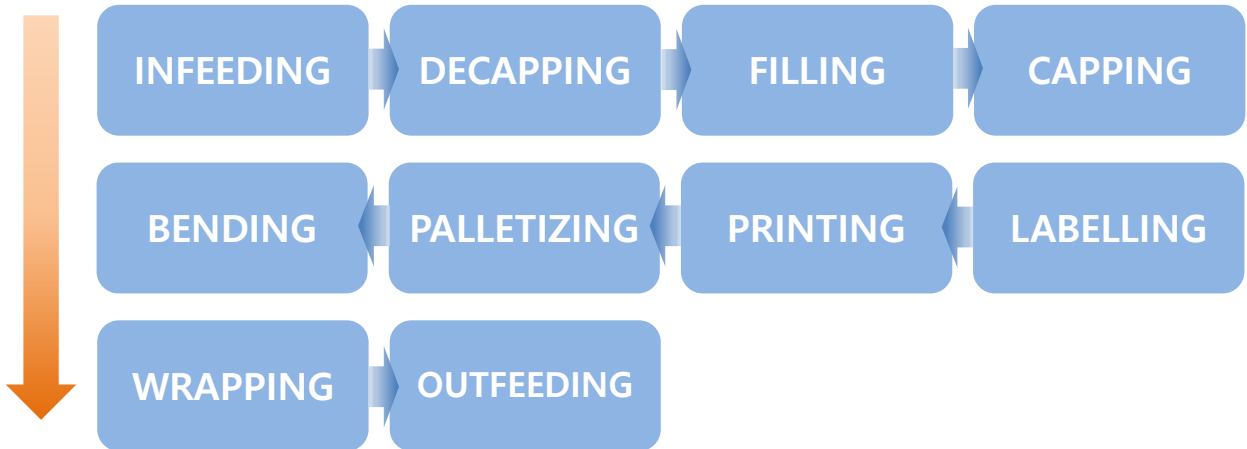 INFEEDING DECAPPING FILLING CAPPING
BENDING PALLETIZING PRINTING LABELLING
WRAPPING OUTFEEDING